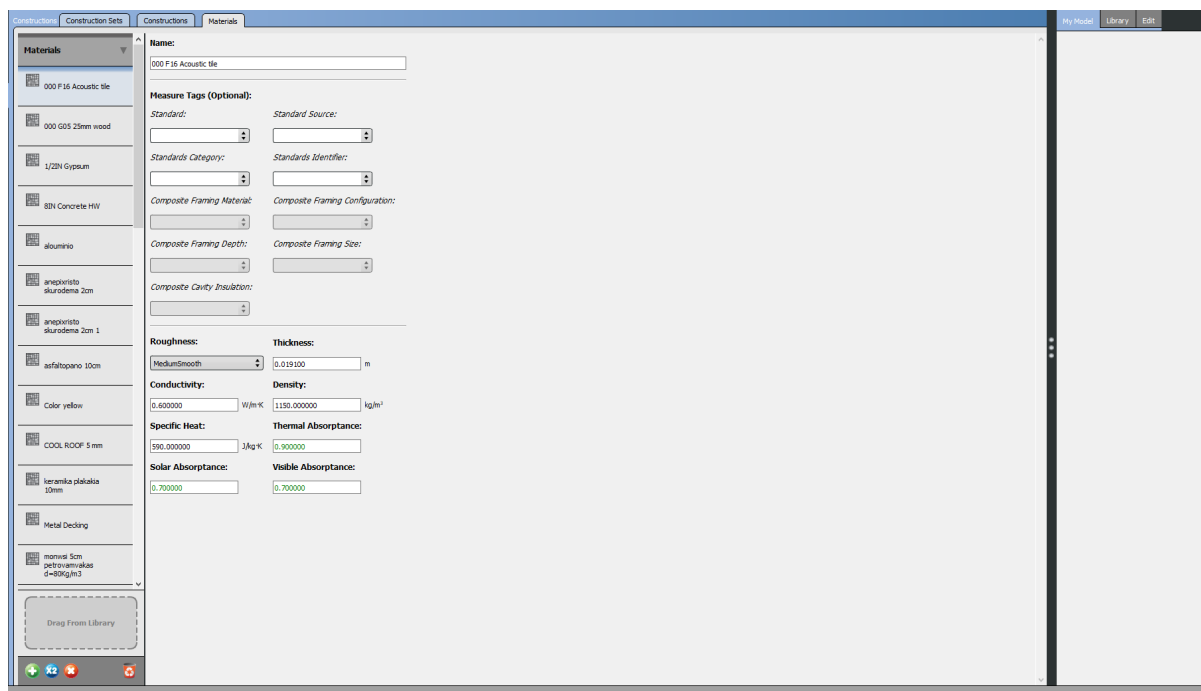 Constructions
Construction Sets
Constructions
Materials
My Model
Library
Edit
Materials
000 F16 Acoustic tile
000 G05 25mm wood
1/2IN Gypsum
8IN Concrete HW
alouminio
anepixristo
skurodema 2cm
anepixristo
skurodema 2cm 1
asfaltopano 10cm
Color yellow
COOL ROOF 5 mm
keramika plakakia
10mm
Metal Decking
monwsi 5cm
petrovamvakas
d=80Kg/m3
Drag From Library
X2
Name:
000 F16 Acoustic tile
Measure Tags (Optional):
Standard: Standard Source:
Standards Category: Standards Identifier:
Composite Framing Material: Composite Framing Configuration:
Composite Framing Depth: Composite Framing Size:
Composite Cavity Insulation:
Roughness: Thickness:
MediumSmooth 0.019100 m
Conductivity: Density:
0.600000 W/m·K 1150.000000 kg/m³
Specific Heat: Thermal Absorptance:
590.000000 J/kg·K 0.900000
Solar Absorptance: Visible Absorptance:
0.700000 0.700000